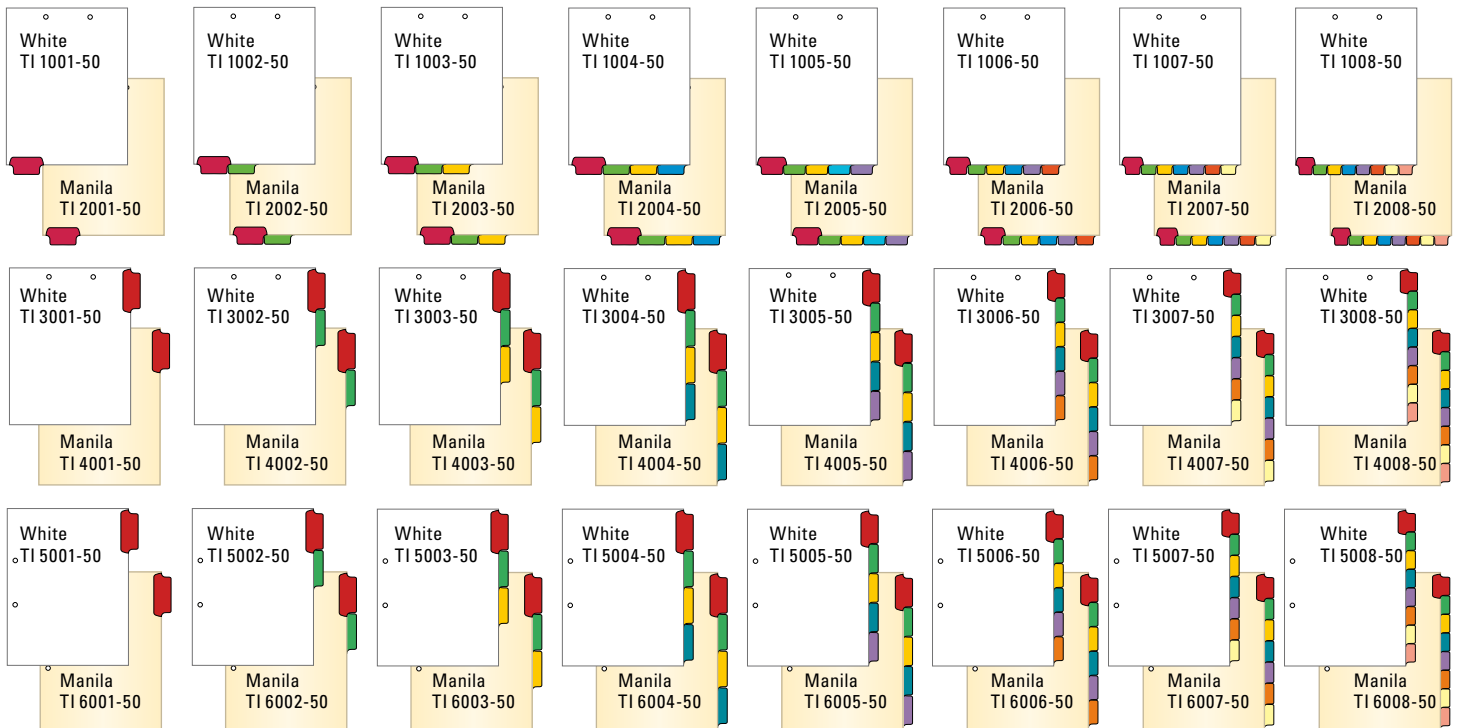 White
TI 1001-50
Manila
TI 2001-50
White
TI 1002-50
Manila
TI 2002-50
White
TI 1003-50
Manila
TI 2003-50
White
TI 1004-50
Manila
TI 2004-50
White
TI 1005-50
Manila
TI 2005-50
White
TI 1006-50
Manila
TI 2006-50
White
TI 1007-50
Manila
TI 2007-50
White
TI 1008-50
Manila
TI 2008-50
White
TI 3001-50
Manila
TI 4001-50
White
TI 3002-50
Manila
TI 4002-50
White
TI 3003-50
Manila
TI 4003-50
White
TI 3004-50
Manila
TI 4004-50
White
TI 3005-50
Manila
TI 4005-50
White
TI 3006-50
Manila
TI 4006-50
White
TI 3007-50
Manila
TI 4007-50
White
TI 3008-50
Manila
TI 4008-50
White
TI 5001-50
Manila
TI 6001-50
White
TI 5002-50
Manila
TI 6002-50
White
TI 5003-50
Manila
TI 6003-50
White
TI 5004-50
Manila
TI 6004-50
White
TI 5005-50
Manila
TI 6005-50
White
TI 5006-50
Manila
TI 6006-50
White
TI 5007-50
Manila
TI 6007-50
White
TI 5008-50
Manila
TI 6008-50